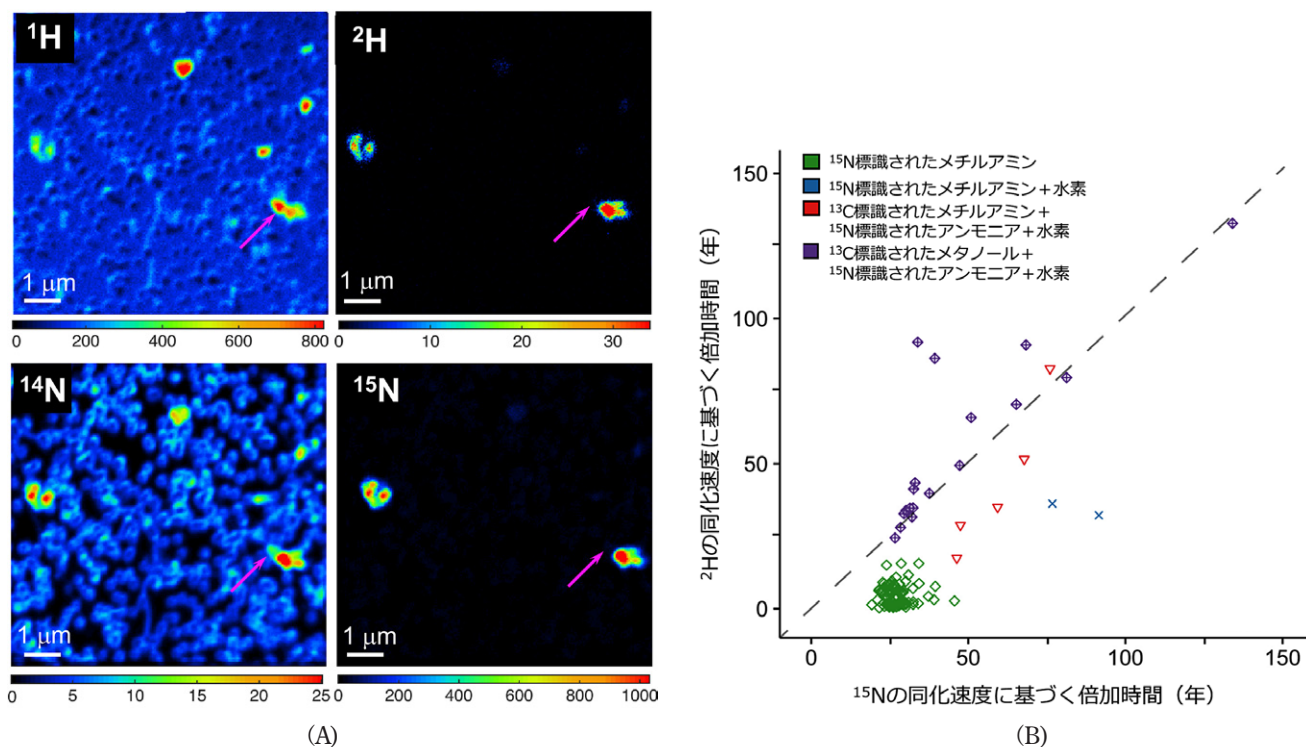 ¹H
1 µm
0 200 400 600 800
²H
1 µm
0 10 20 30
¹⁴N
1 µm
0 5 10 15 20 25
¹⁵N
1 µm
0 200 400 600 800 1000
(A)
²Hの同化速度に基づく倍加時間（年）
150
100
50
0
¹⁵N標識されたメチルアミン
¹⁵N標識されたメチルアミン＋水素
¹³C標識されたメチルアミン＋
¹⁵N標識されたアンモニア＋水素
¹³C標識されたメタノール＋
¹⁵N標識されたアンモニア＋水素
0 50 100 150
¹⁵Nの同化速度に基づく倍加時間（年）
(B)